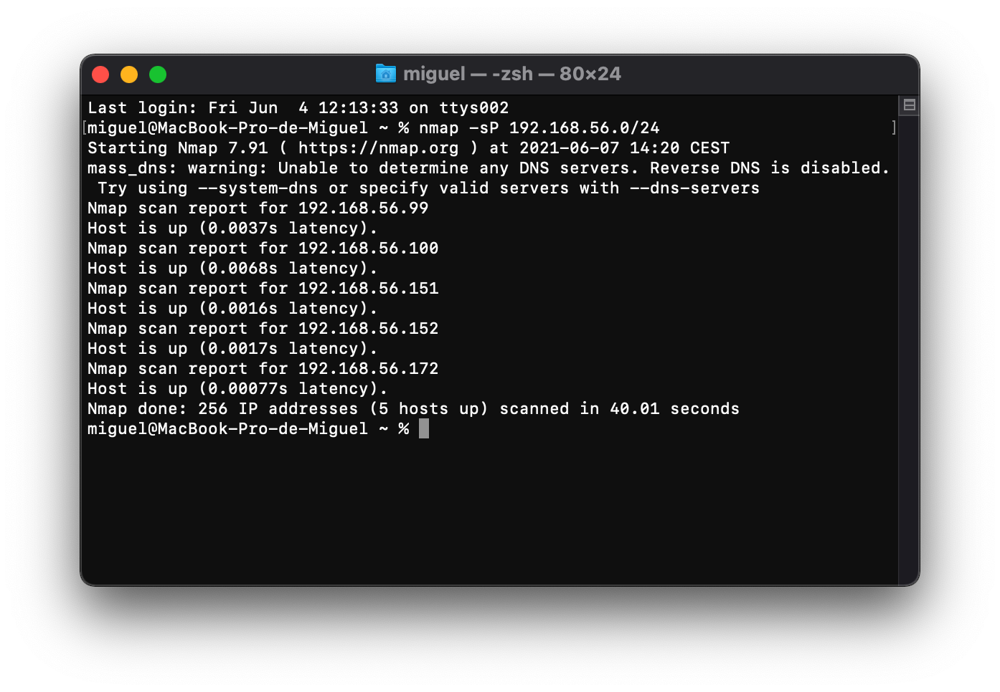 miguel — -zsh — 80×24
Last login: Fri Jun  4 12:13:33 on ttys002
[miguel@MacBook-Pro-de-Miguel ~ % nmap -sP 192.168.56.0/24 ]
Starting Nmap 7.91 ( https://nmap.org ) at 2021-06-07 14:20 CEST
mass_dns: warning: Unable to determine any DNS servers. Reverse DNS is disabled.
 Try using --system-dns or specify valid servers with --dns-servers
Nmap scan report for 192.168.56.99
Host is up (0.0037s latency).
Nmap scan report for 192.168.56.100
Host is up (0.0068s latency).
Nmap scan report for 192.168.56.151
Host is up (0.0016s latency).
Nmap scan report for 192.168.56.152
Host is up (0.0017s latency).
Nmap scan report for 192.168.56.172
Host is up (0.00077s latency).
Nmap done: 256 IP addresses (5 hosts up) scanned in 40.01 seconds
miguel@MacBook-Pro-de-Miguel ~ %